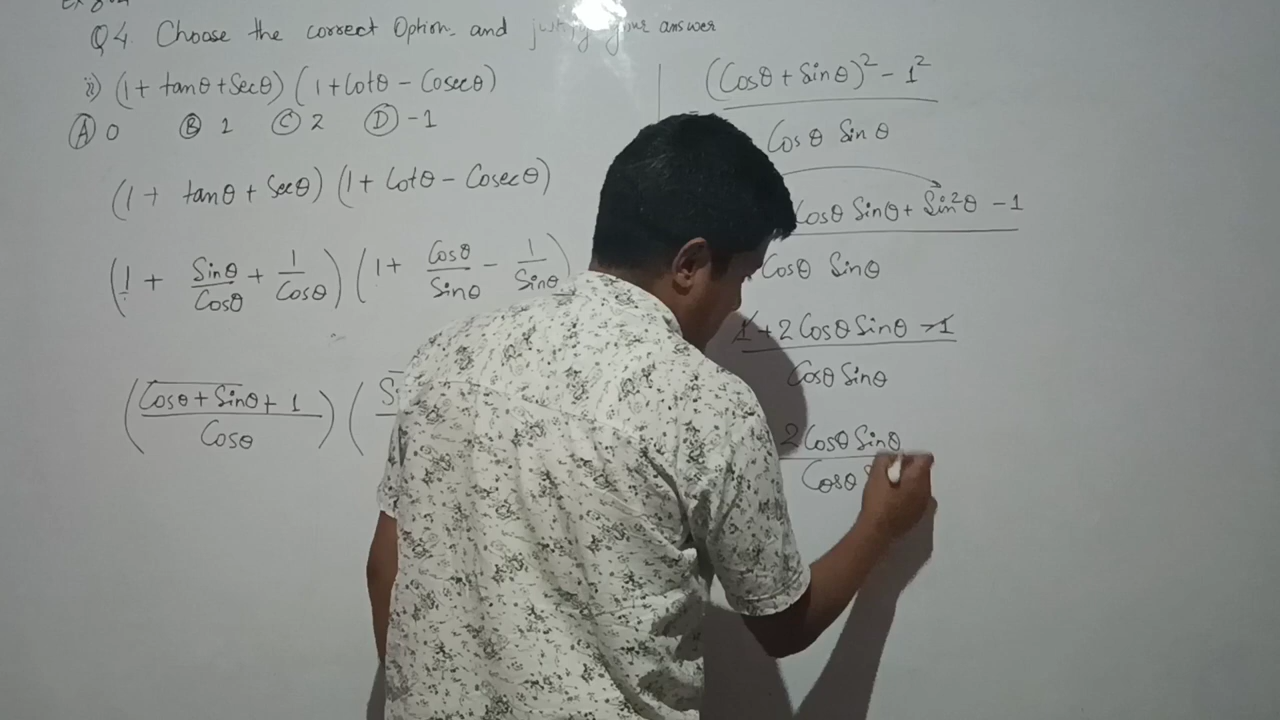 Q4. Choose the correct Option and justify your answer
ii) (1 + tanθ + Secθ) (1 + Cotθ - Cosecθ)
(A) 0 (B) 1 (C) 2 (D) -1
(1 + tanθ + Secθ) (1 + Cotθ - Cosecθ)
(1/1 + Sinθ/Cosθ + 1/Cosθ) (1 + Cosθ/Sinθ - 1/Sinθ)
((Cosθ + Sinθ + 1)/Cosθ) (
(Cosθ + Sinθ)² - 1²
Cosθ Sinθ
Cosθ Sinθ + Sin²θ - 1
Cosθ Sinθ
1 + 2 Cosθ Sinθ - 1
Cosθ Sinθ
2 Cosθ Sinθ
Cosθ